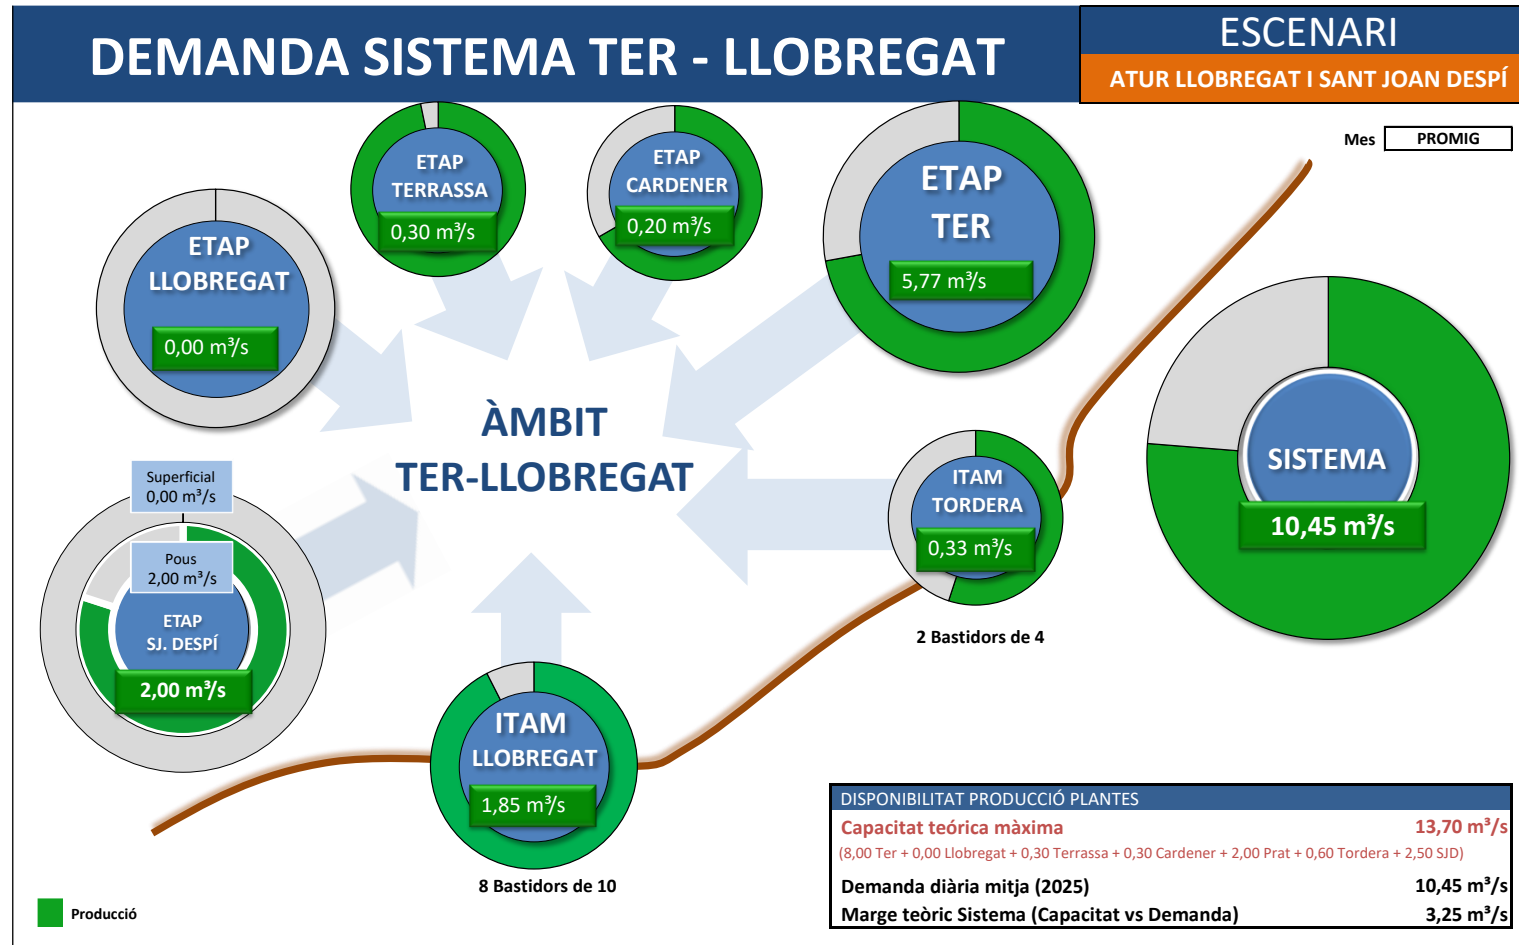 DEMANDA SISTEMA TER - LLOBREGAT
ESCENARI
ATUR LLOBREGAT I SANT JOAN DESPÍ
Mes
PROMIG
ETAP
TERRASSA
0,30 m³/s
ETAP
CARDENER
0,20 m³/s
ETAP
TER
5,77 m³/s
ETAP
LLOBREGAT
0,00 m³/s
ÀMBIT
TER-LLOBREGAT
SISTEMA
10,45 m³/s
Superficial
0,00 m³/s
Pous
2,00 m³/s
ETAP
SJ. DESPÍ
2,00 m³/s
ITAM
TORDERA
0,33 m³/s
2 Bastidors de 4
ITAM
LLOBREGAT
1,85 m³/s
8 Bastidors de 10
Producció
DISPONIBILITAT PRODUCCIÓ PLANTES
Capacitat teórica màxima 13,70 m³/s
(8,00 Ter + 0,00 Llobregat + 0,30 Terrassa + 0,30 Cardener + 2,00 Prat + 0,60 Tordera + 2,50 SJD)
Demanda diària mitja (2025) 10,45 m³/s
Marge teòric Sistema (Capacitat vs Demanda) 3,25 m³/s